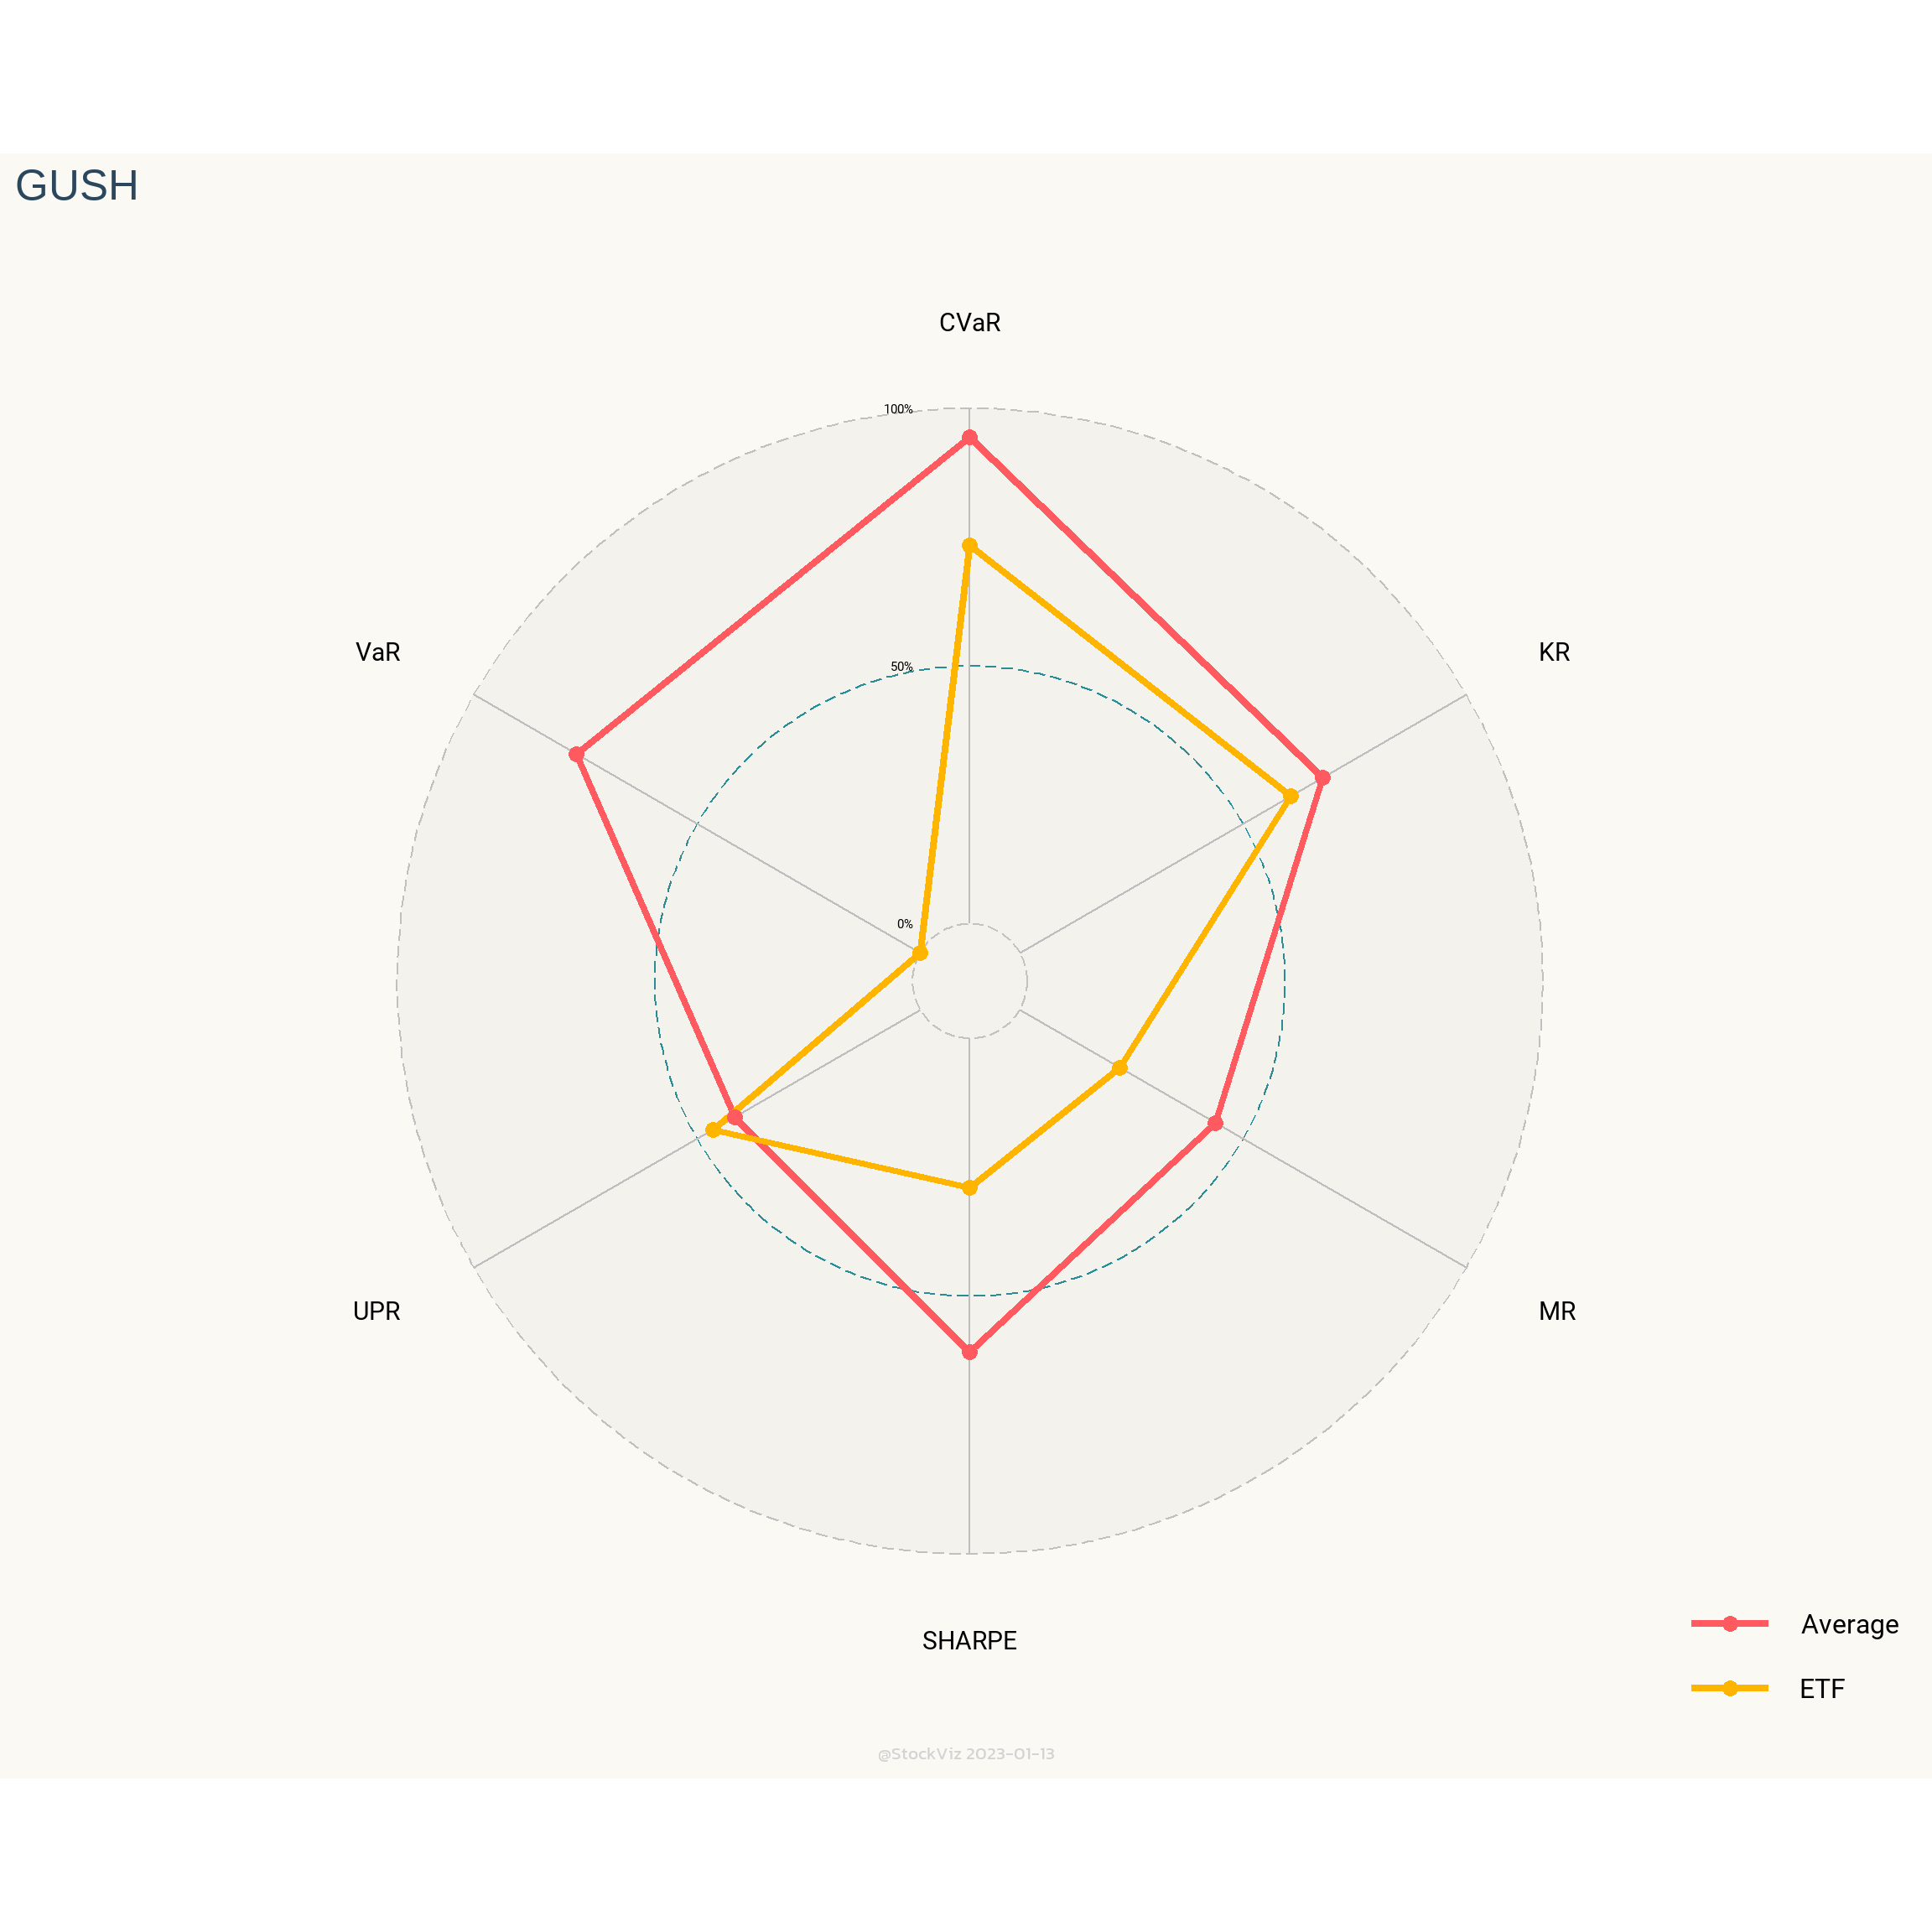 GUSH
CVaR
100%
VaR
KR
50%
0%
UPR
MR
SHARPE
Average
ETF
@StockViz 2023-01-13